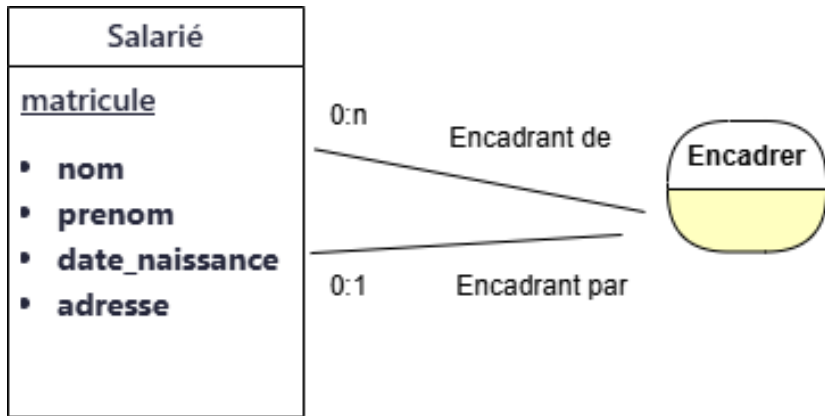 Salarié
matricule
• nom
• prenom
• date_naissance
• adresse
0:n
Encadrant de
0:1
Encadrant par
Encadrer